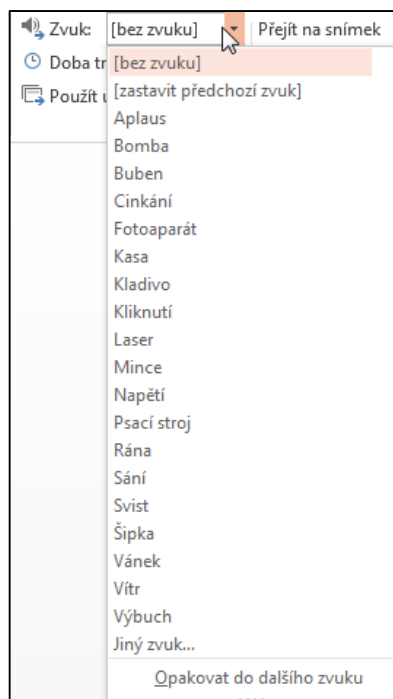 Zvuk: [bez zvuku] Přejít na snímek
Doba tr
[bez zvuku]
Použít
[zastavit předchozí zvuk]
Aplaus
Bomba
Buben
Cinkání
Fotoaparát
Kasa
Kladivo
Kliknutí
Laser
Mince
Napětí
Psací stroj
Rána
Sání
Svist
Šipka
Vánek
Vítr
Výbuch
Jiný zvuk...
Opakovat do dalšího zvuku